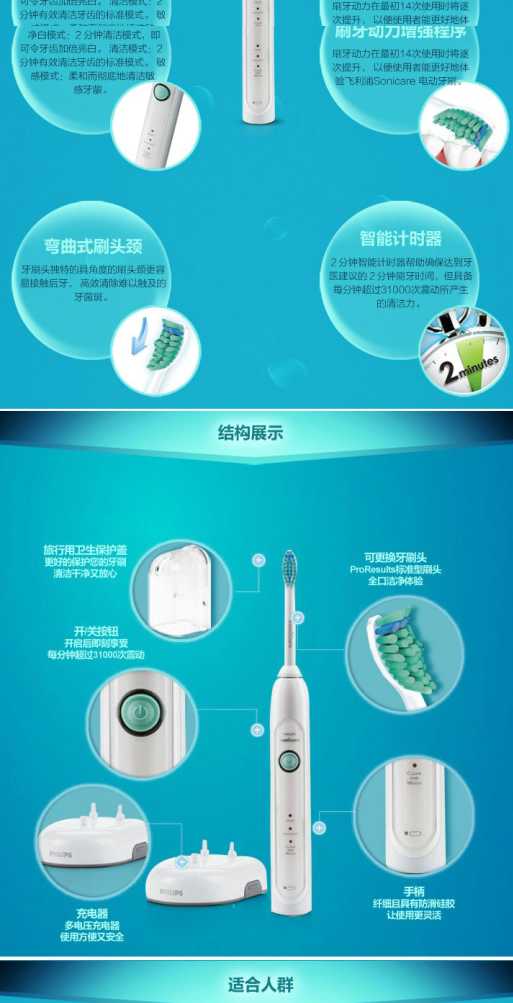 可令牙齿加倍亮白。 清洁模式：2
分钟有效清洁牙齿的标准模式。 敏
净白模式：2 分钟清洁模式，即
可令牙齿加倍亮白。 清洁模式：2
分钟有效清洁牙齿的标准模式。 敏
感模式：柔和而彻底地清洁敏
感牙龈。
刷牙动力在最初14次使用时将逐
次提升， 以便使用者能更好地体
刷牙动力增强程序
刷牙动力在最初14次使用时将逐
次提升， 以便使用者能更好地体
验飞利浦Sonicare 电动牙刷。
弯曲式刷头颈
牙刷头独特的具角度的刷头颈更容
易接触后牙， 高效清除难以触及的
牙菌斑。
智能计时器
2 分钟智能计时器帮助确保达到牙
医建议的 2 分钟刷牙时间，但具备
每分钟超过31000次震动所产生
的清洁力。
2 minutes
结构展示
旅行用卫生保护盖
更好的保护您的牙刷
清洁干净又放心
可更换牙刷头
ProResults标准型刷头
全口洁净体验
开/关按钮
开启后即刻享受
每分钟超过31000次震动
Clean
and
White
PHILIPS
PHILIPS
充电器
多电压充电器
使用方便又安全
手柄
纤细且具有防滑硅胶
让使用更灵活
适合人群